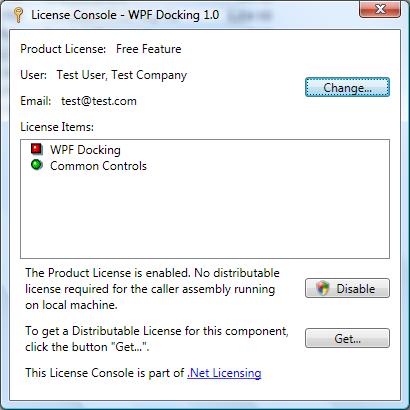 License Console - WPF Docking 1.0
Product License: Free Feature
User: Test User, Test Company
Change...
Email: test@test.com
License Items:
WPF Docking
Common Controls
The Product License is enabled. No distributable
license required for the caller assembly running
on local machine.
Disable
To get a Distributable License for this component,
click the button "Get...".
Get...
This License Console is part of .Net Licensing